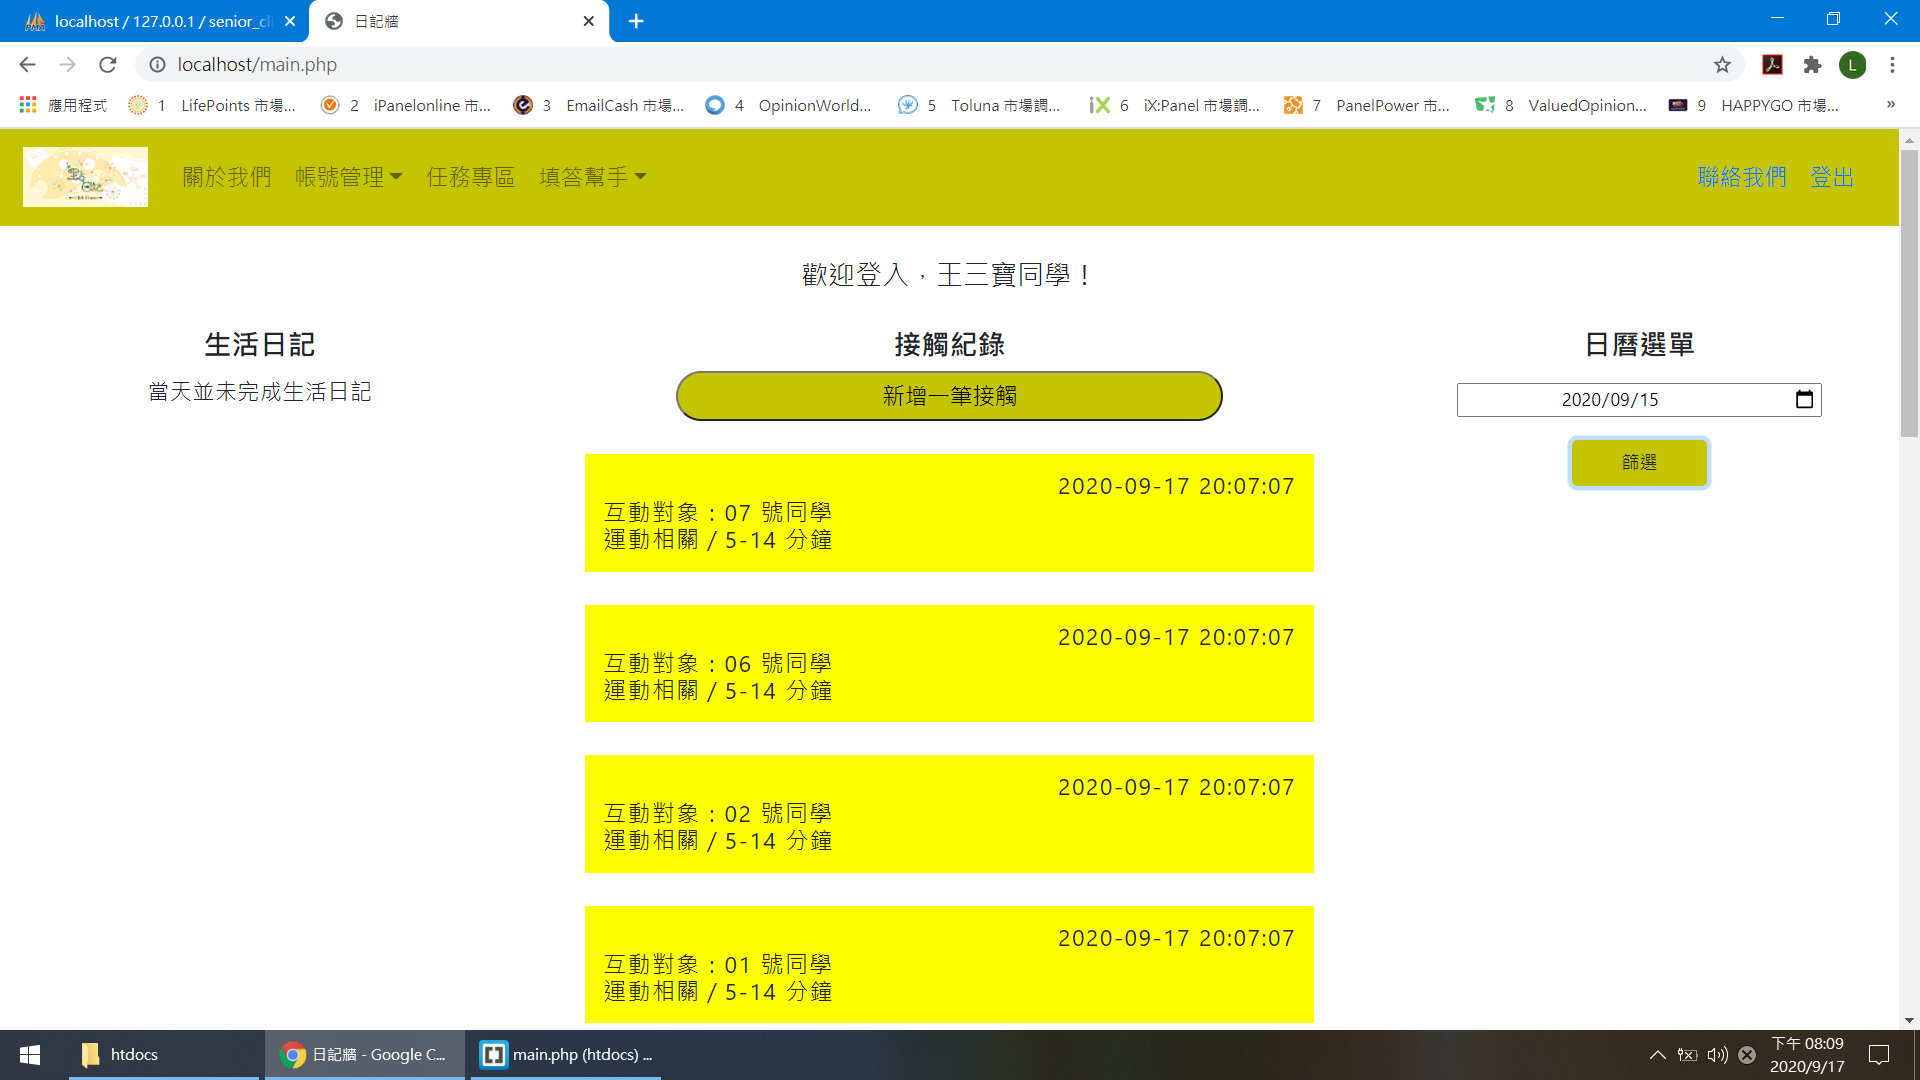 localhost / 127.0.0.1 / senior_cli
日記牆
localhost/main.php
應用程式
1 LifePoints 市場...
2 iPanelonline 市...
3 EmailCash 市場...
4 OpinionWorld...
5 Toluna 市場調...
6 iX:Panel 市場調...
7 PanelPower 市...
8 ValuedOpinion...
9 HAPPYGO 市場...
»
L
關於我們 帳號管理 任務專區 填答幫手
聯絡我們 登出
歡迎登入，王三寶同學！
生活日記
當天並未完成生活日記
接觸紀錄
新增一筆接觸
2020-09-17 20:07:07
互動對象：07 號同學
運動相關 / 5-14 分鐘
2020-09-17 20:07:07
互動對象：06 號同學
運動相關 / 5-14 分鐘
2020-09-17 20:07:07
互動對象：02 號同學
運動相關 / 5-14 分鐘
2020-09-17 20:07:07
互動對象：01 號同學
運動相關 / 5-14 分鐘
日曆選單
2020/09/15
篩選
htdocs
日記牆 - Google C...
main.php (htdocs) ...
下午 08:09
2020/9/17